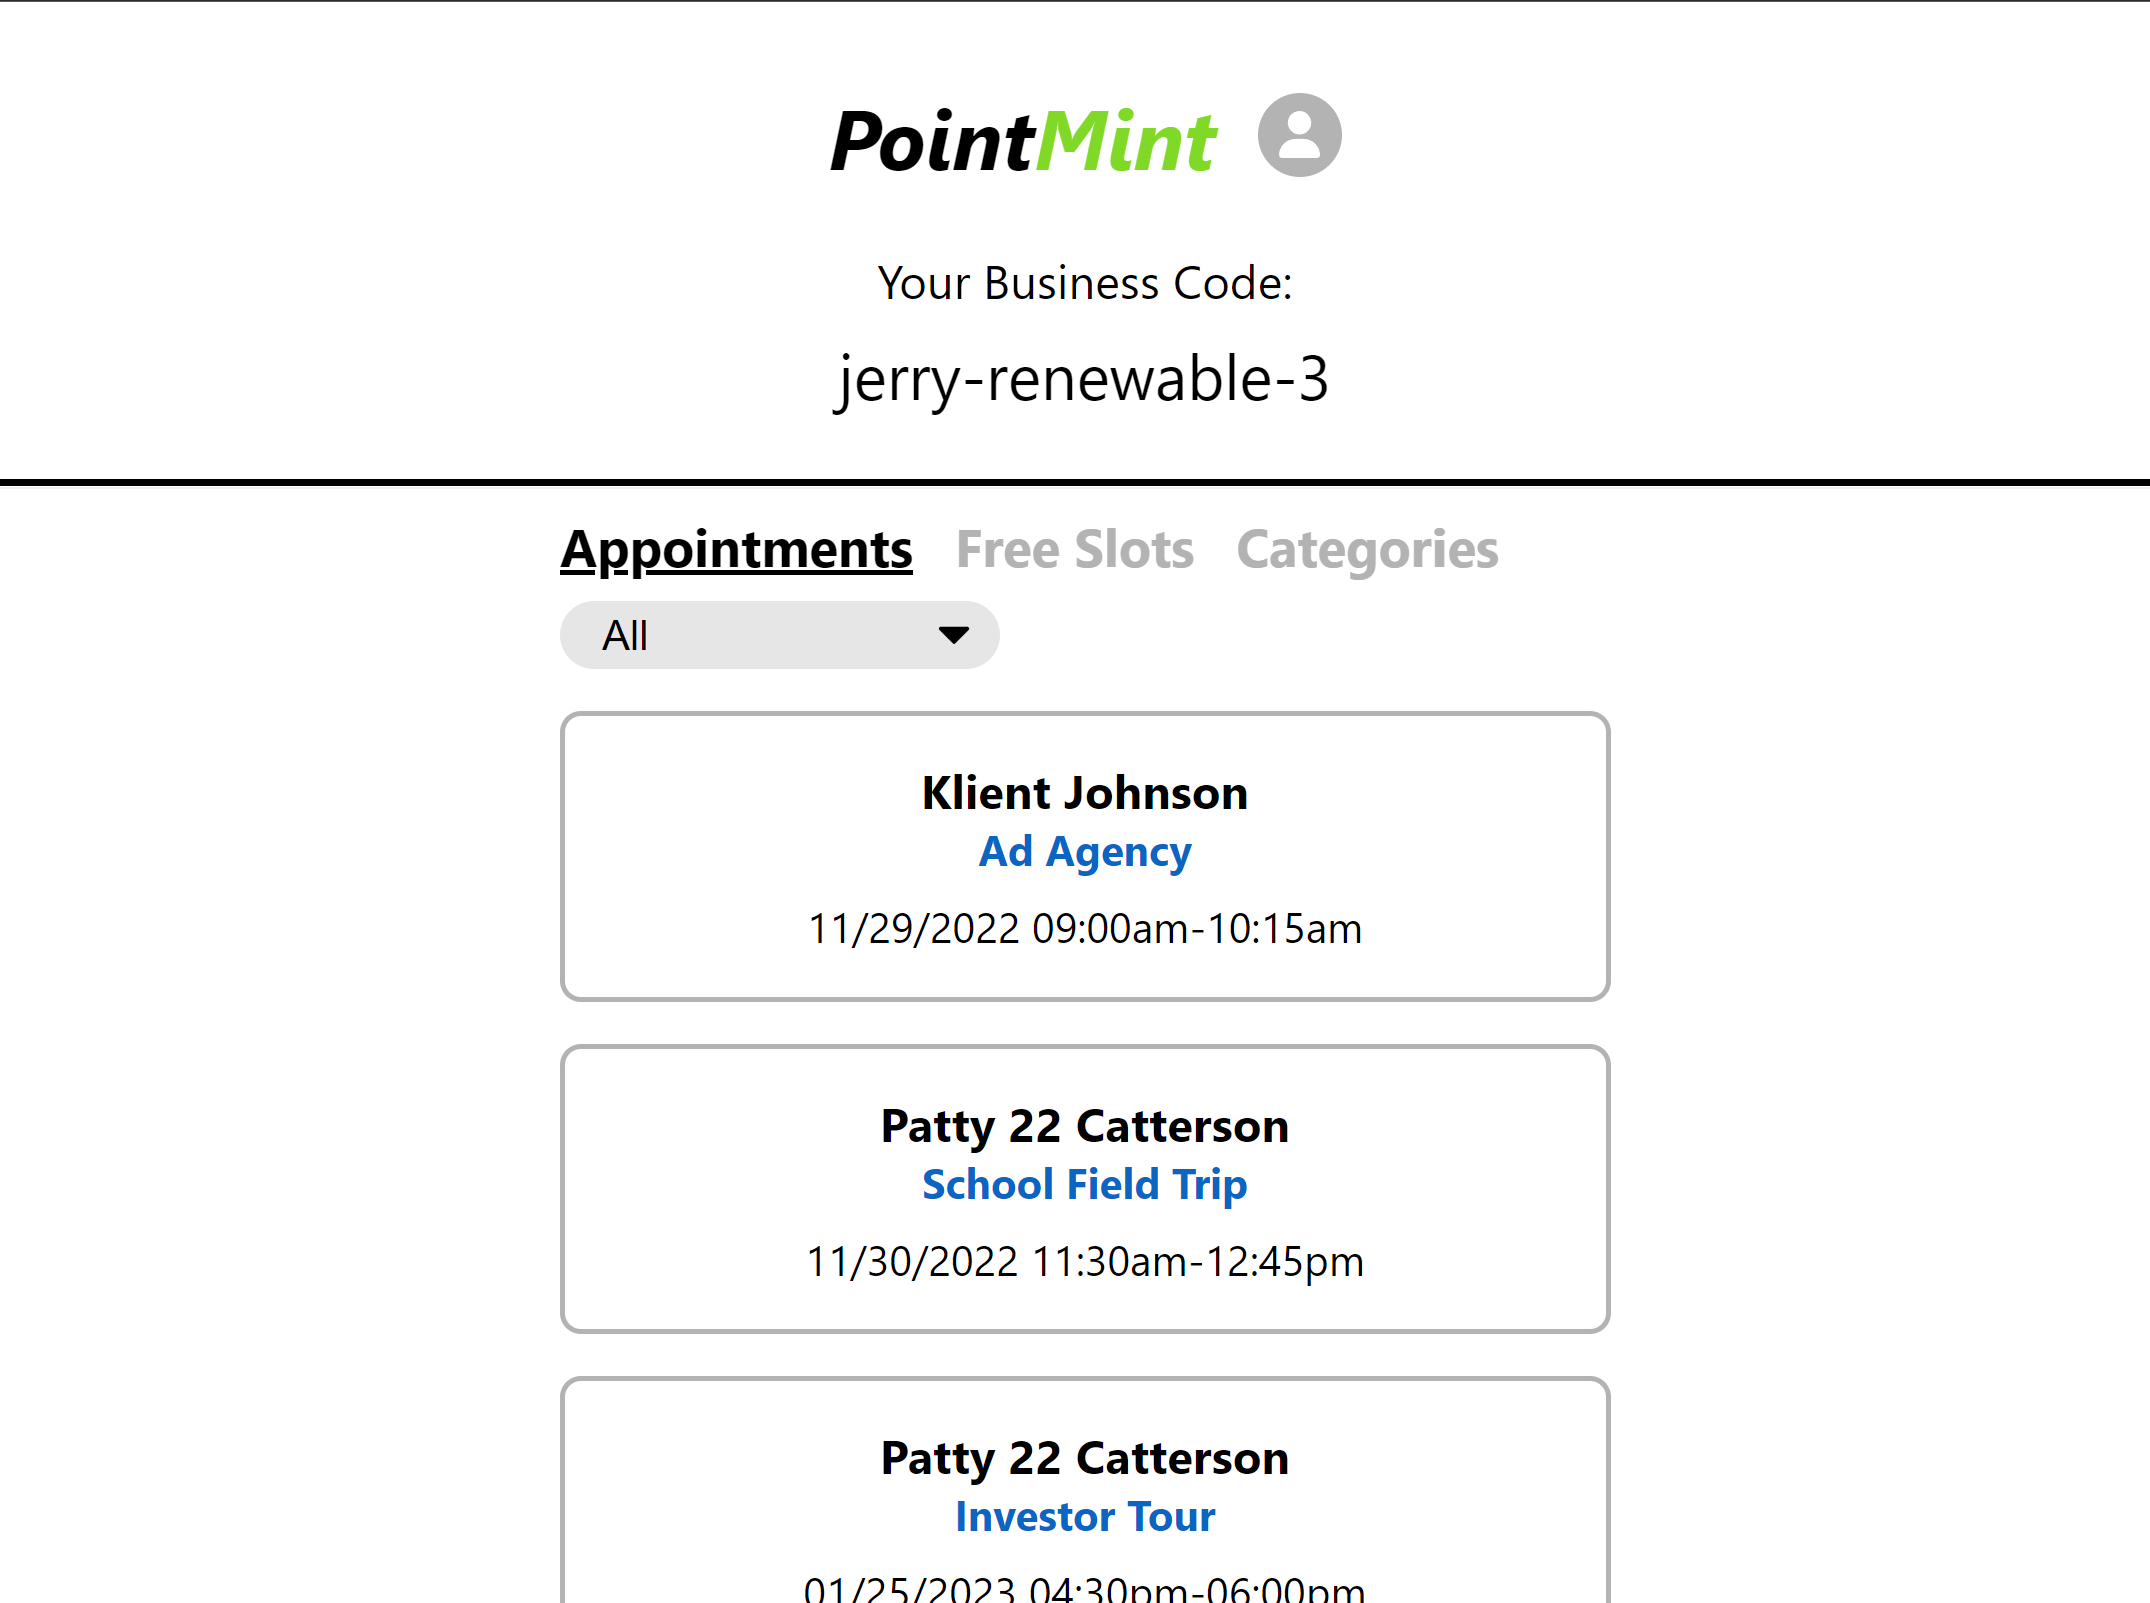 PointMint
Your Business Code:
jerry-renewable-3
Appointments Free Slots Categories
All
Klient Johnson
Ad Agency
11/29/2022 09:00am-10:15am
Patty 22 Catterson
School Field Trip
11/30/2022 11:30am-12:45pm
Patty 22 Catterson
Investor Tour
01/25/2023 04:30pm-06:00pm